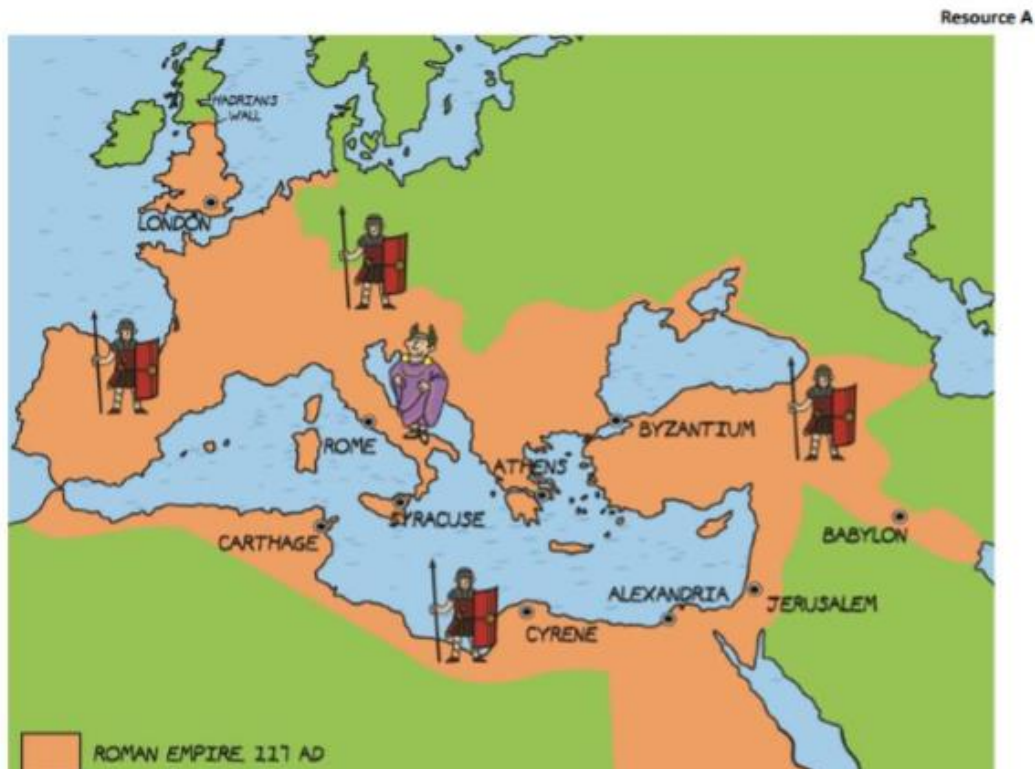 Resource A
HADRIAN'S
WALL
LONDON
ROME
BYZANTIUM
ATHENS
SYRACUSE
CARTHAGE
BABYLON
ALEXANDRIA
JERUSALEM
CYRENE
ROMAN EMPIRE 117 AD